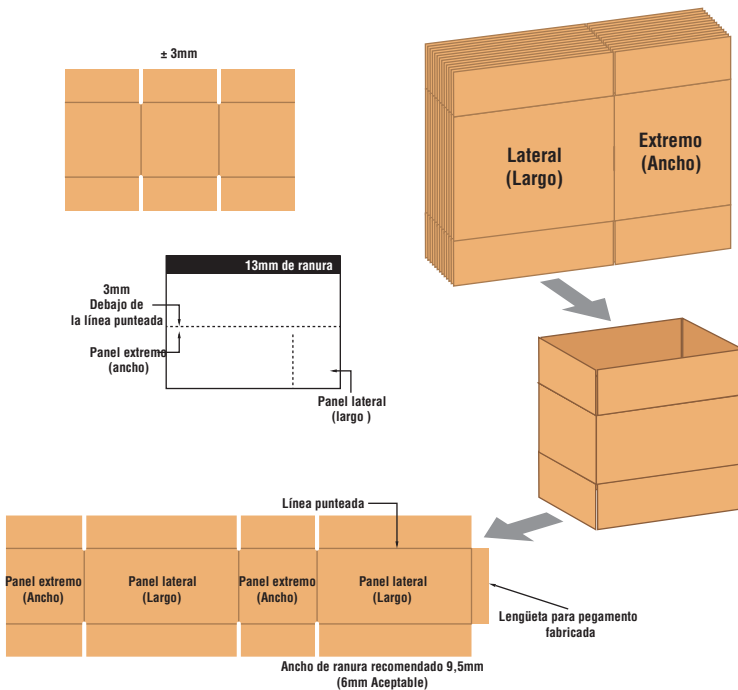 ± 3mm
Lateral
(Largo)
Extremo
(Ancho)
13mm de ranura
3mm
Debajo de
la línea punteada
Panel extremo
(ancho)
Panel lateral
(largo )
Línea punteada
Panel extremo
(Ancho)
Panel lateral
(Largo)
Panel extremo
(Ancho)
Panel lateral
(Largo)
Lengüeta para pegamento
fabricada
Ancho de ranura recomendado 9,5mm
(6mm Aceptable)